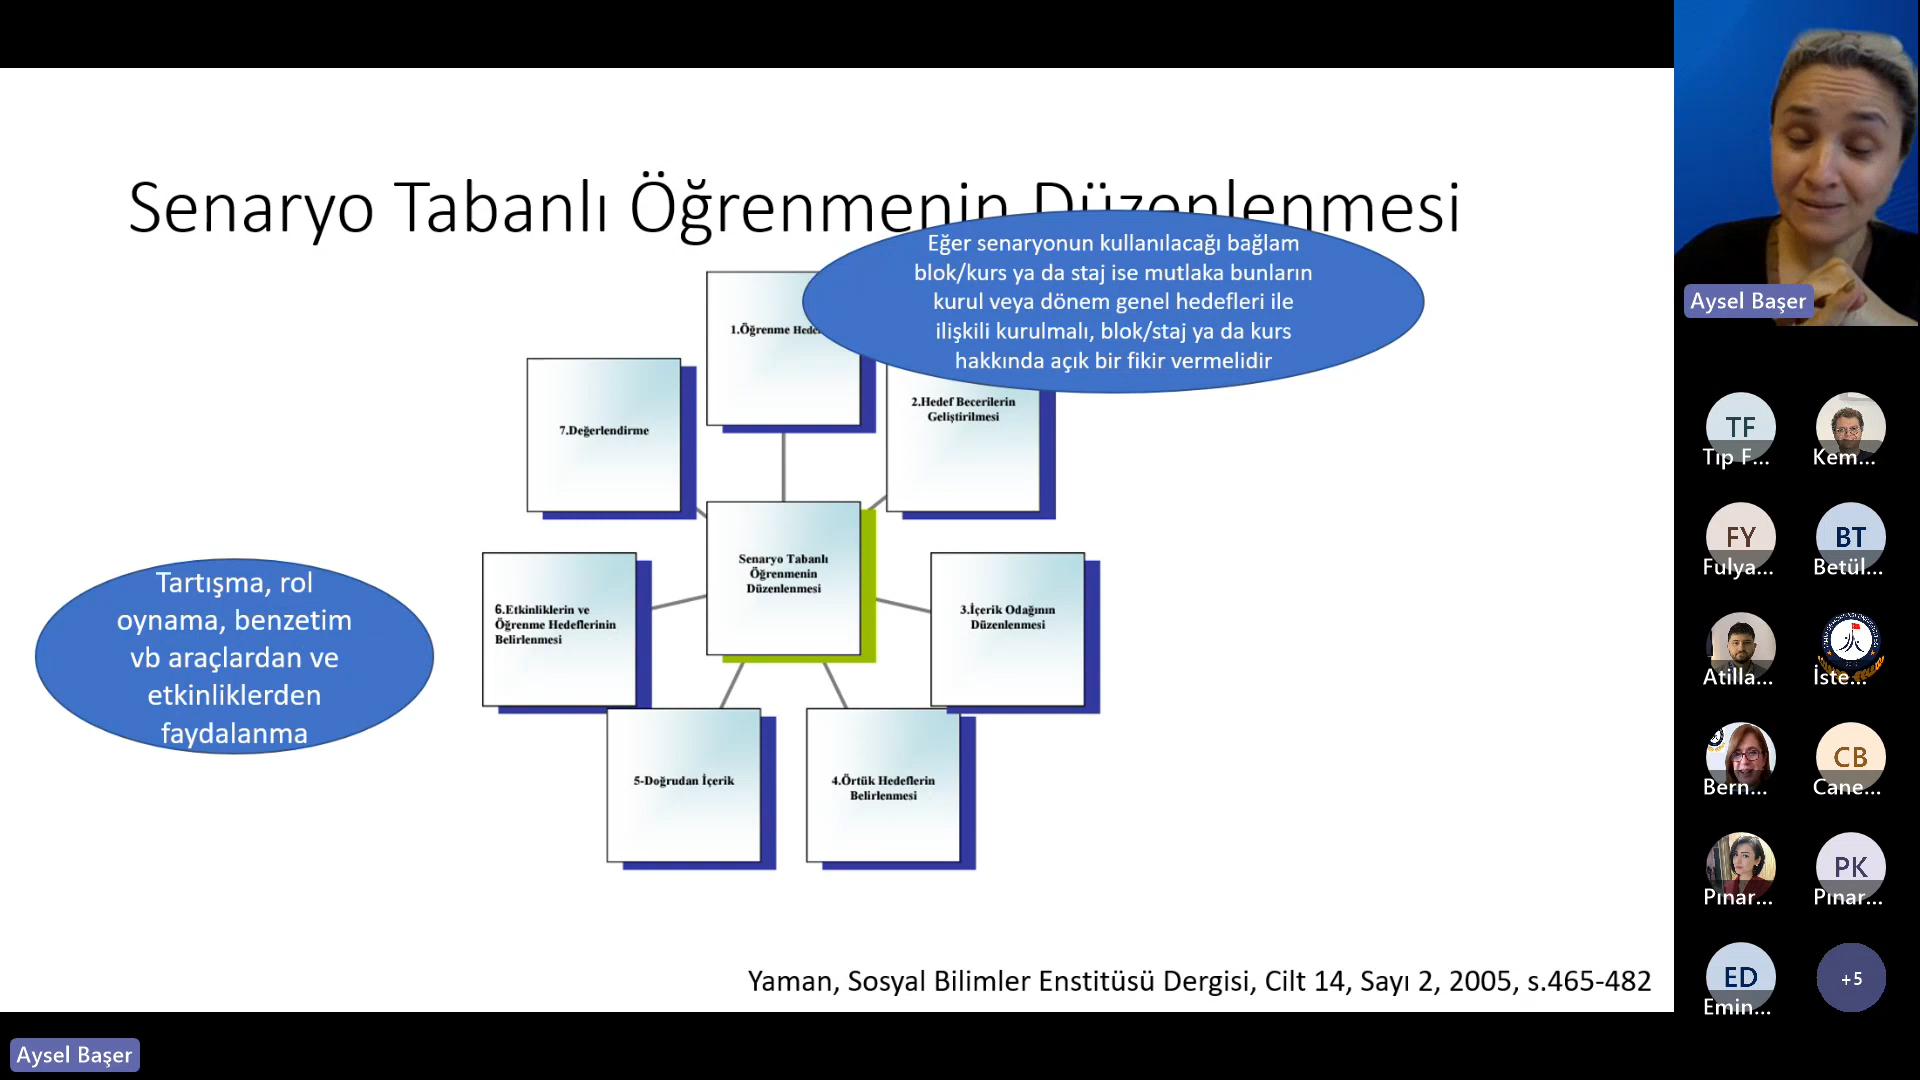 Senaryo Tabanlı Öğrenmenin Düzenlenmesi
Eğer senaryonun kullanılacağı bağlam
blok/kurs ya da staj ise mutlaka bunların
kurul veya dönem genel hedefleri ile
ilişkili kurulmalı, blok/staj ya da kurs
hakkında açık bir fikir vermelidir
1.Öğrenme
2.Hedef Becerilerin
Geliştirilmesi
7.Değerlendirme
Senaryo Tabanlı
Öğrenmenin
Düzenlenmesi
3.İçerik Odağının
Düzenlenmesi
6.Etkinliklerin ve
Öğrenme Hedeflerinin
Belirlenmesi
Tartışma, rol
oynama, benzetim
vb araçlardan ve
etkinliklerden
faydalanma
5-Doğrudan İçerik
4.Örtük Hedeflerin
Belirlenmesi
Yaman, Sosyal Bilimler Enstitüsü Dergisi, Cilt 14, Sayı 2, 2005, s.465-482
Aysel Başer
Aysel Başer
TF
Tıp F...
Kem...
FY
Fulya...
BT
Betül...
Atilla...
İste...
Bern...
CB
Cane...
Pınar...
PK
Pınar...
ED
Emin...
+5